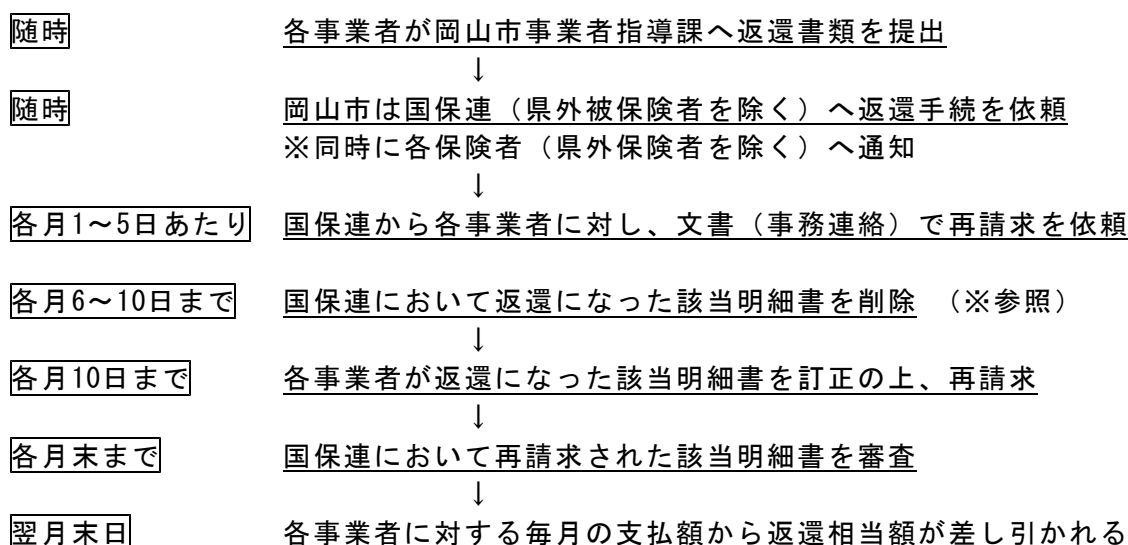 随時 各事業者が岡山市事業者指導課へ返還書類を提出
↓
随時 岡山市は国保連（県外被保険者を除く）へ返還手続を依頼
※同時に各保険者（県外保険者を除く）へ通知
↓
各月1～5日あたり 国保連から各事業者に対し、文書（事務連絡）で再請求を依頼
各月6～10日まで 国保連において返還になった該当明細書を削除 （※参照）
↓
各月10日まで 各事業者が返還になった該当明細書を訂正の上、再請求
↓
各月末まで 国保連において再請求された該当明細書を審査
↓
翌月末日 各事業者に対する毎月の支払額から返還相当額が差し引かれる